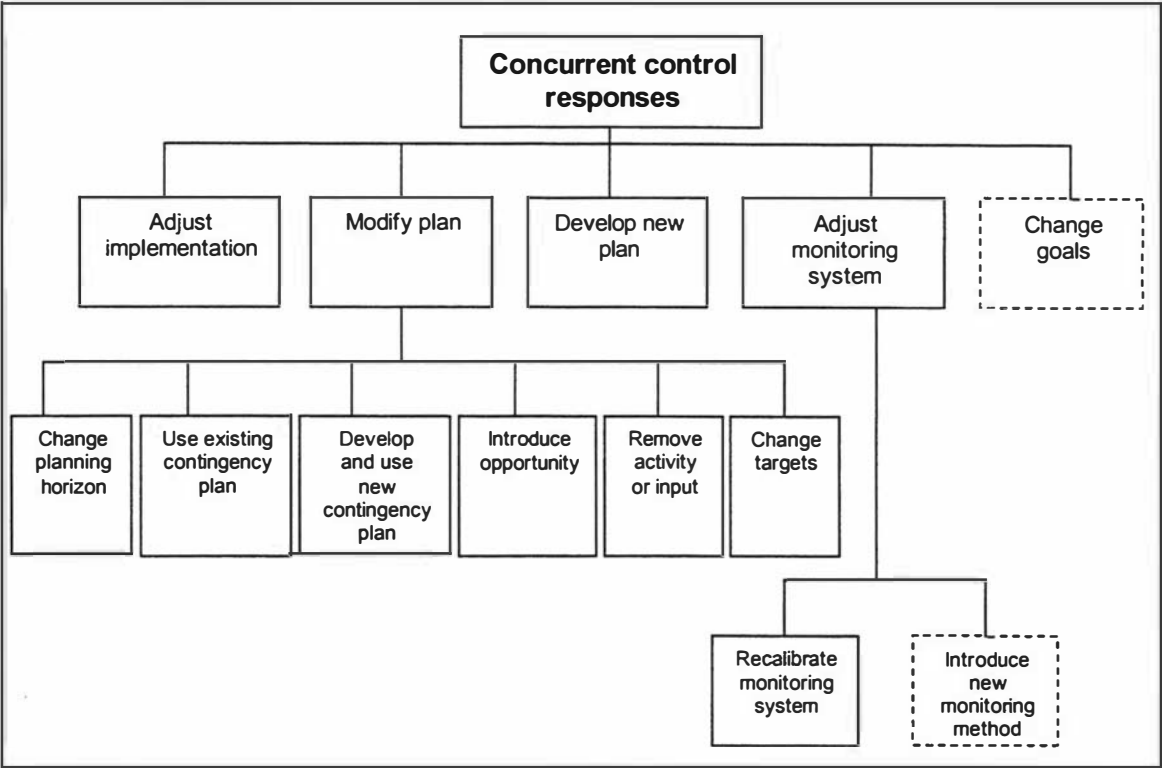 Concurrent control
responses
Adjust
implementation
Modify plan
Develop new
plan
Adjust
monitoring
system
Change
goals
Change
planning
horizon
Use existing
contingency
plan
Develop
and use
new
contingency
plan
Introduce
opportunity
Remove
activity
or input
Change
targets
Recalibrate
monitoring
system
Introduce
new
monitoring
method